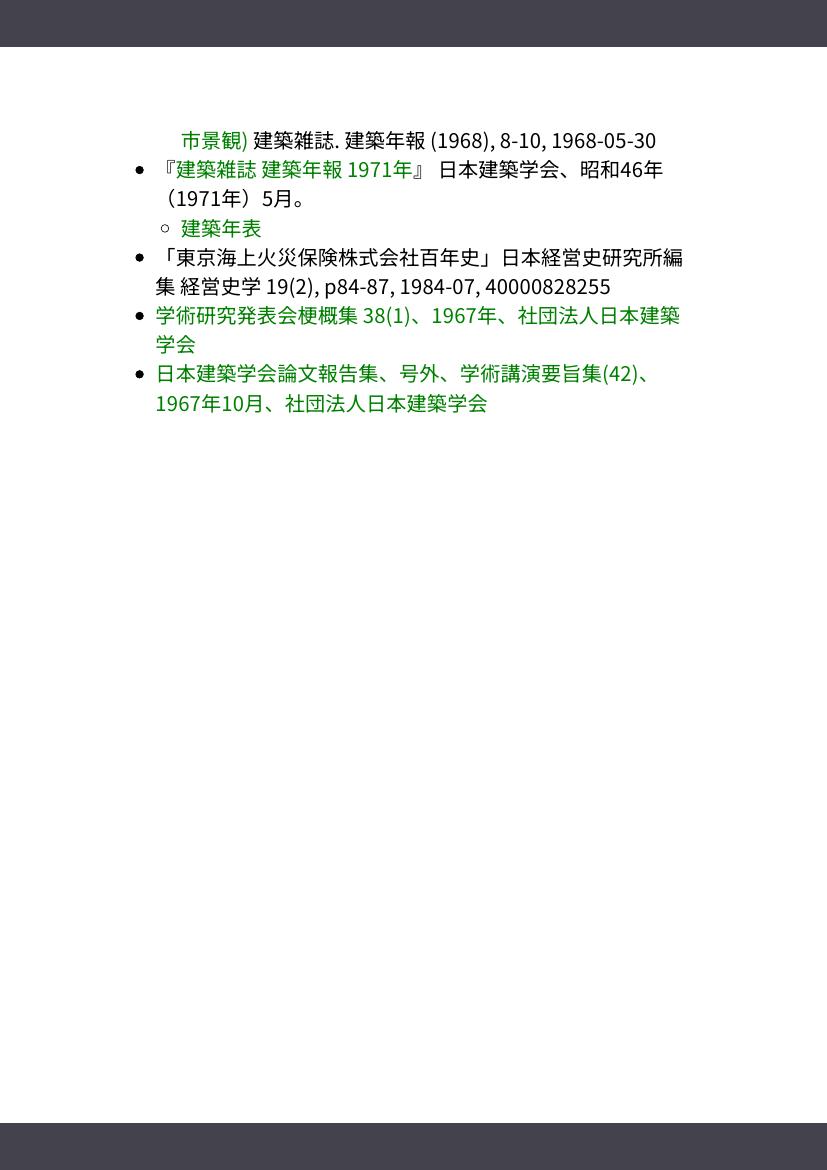 市景観) 建築雑誌. 建築年報 (1968), 8-10, 1968-05-30
『建築雑誌 建築年報 1971年』 日本建築学会、昭和46年
（1971年）5月。
建築年表
「東京海上火災保険株式会社百年史」日本経営史研究所編
集 経営史学 19(2), p84-87, 1984-07, 40000828255
学術研究発表会梗概集 38(1)、1967年、社団法人日本建築
学会
日本建築学会論文報告集、号外、学術講演要旨集(42)、
1967年10月、社団法人日本建築学会